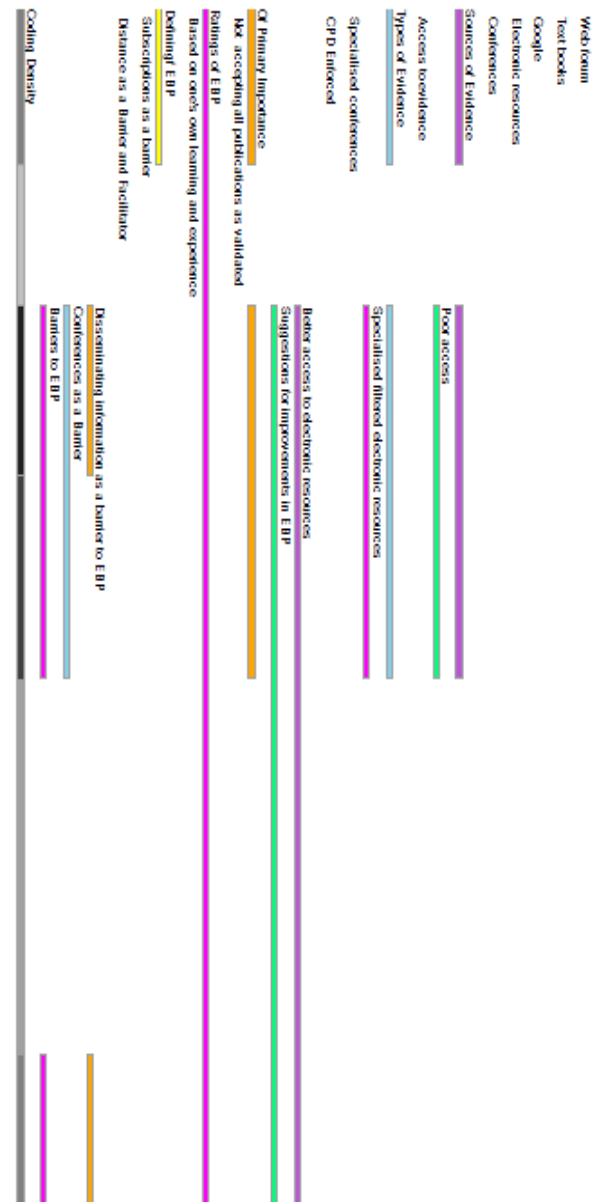 Web forum
Text books
Google
Electronic resources
Conferences
Sources of Evidence
Poor access
Access to evidence
Types of Evidence
Specialised filtered electronic resources
Specialised conferences
CPD Enforced
Better access to electronic resources
Suggestions for improvements in EBP
Of Primary Importance
Not accepting all publications as validated
Ratings of EBP
Based on one's own learning and experience
Definingf EBP
Subscriptions as a barrier
Distance as a Barrier and Facilitator
Disseminating information as a barrier to EBP
Conferences as a Barrier
Barriers to EBP
Coding Density